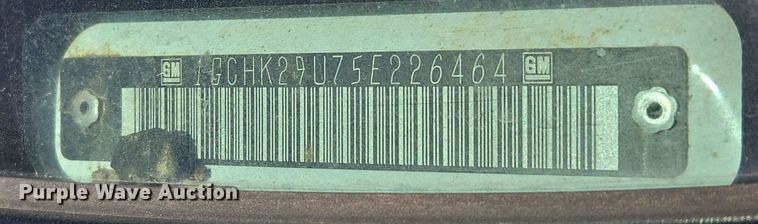 GM 1GCHK29U75E226464 GM
Purple Wave Auction